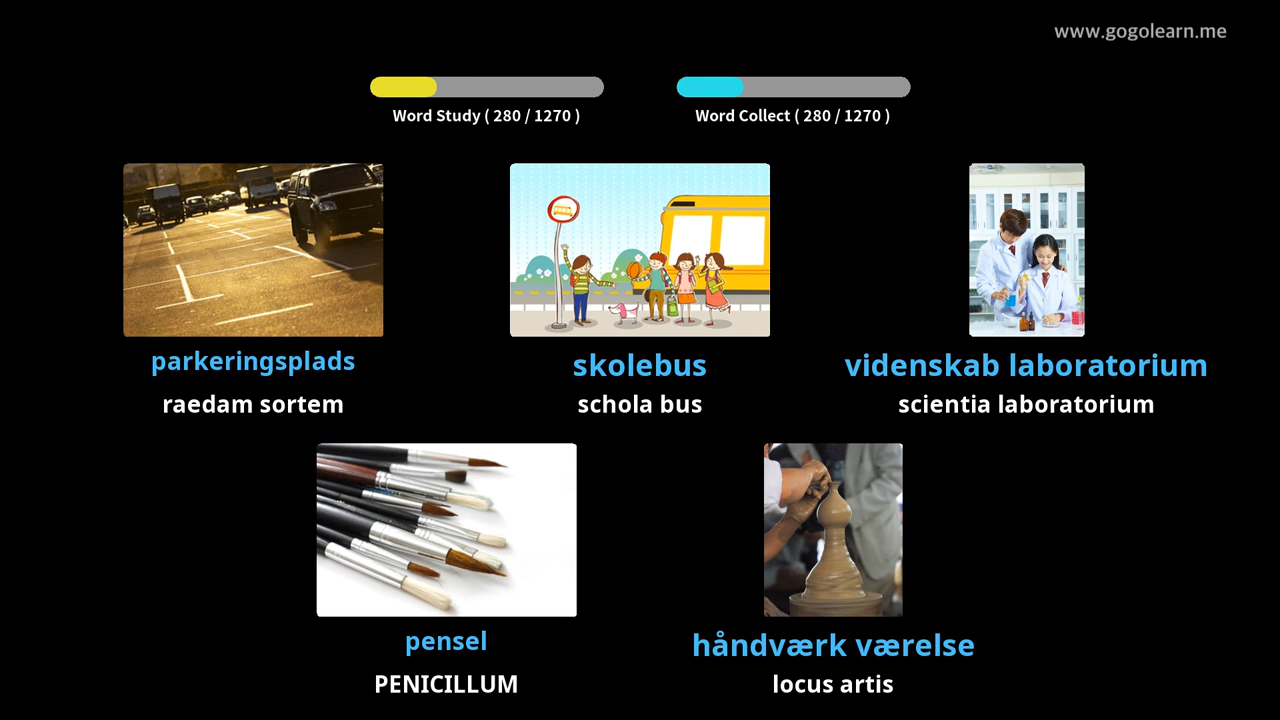 www.gogolearn.me
Word Study ( 280 / 1270 )
Word Collect ( 280 / 1270 )
parkeringsplads
raedam sortem
skolebus
schola bus
videnskab laboratorium
scientia laboratorium
pensel
PENICILLUM
håndværk værelse
locus artis